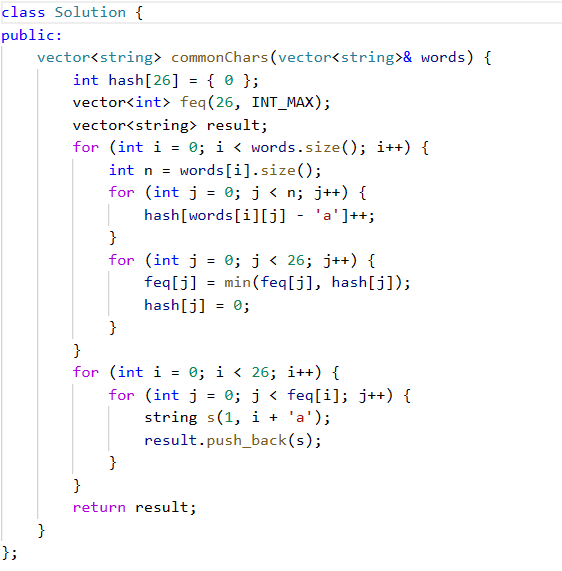 class Solution {
public:
    vector<string> commonChars(vector<string>& words) {
        int hash[26] = { 0 };
        vector<int> feq(26, INT_MAX);
        vector<string> result;
        for (int i = 0; i < words.size(); i++) {
            int n = words[i].size();
            for (int j = 0; j < n; j++) {
                hash[words[i][j] - 'a']++;
            }
            for (int j = 0; j < 26; j++) {
                feq[j] = min(feq[j], hash[j]);
                hash[j] = 0;
            }
        }
        for (int i = 0; i < 26; i++) {
            for (int j = 0; j < feq[i]; j++) {
                string s(1, i + 'a');
                result.push_back(s);
            }
        }
        return result;
    }
};